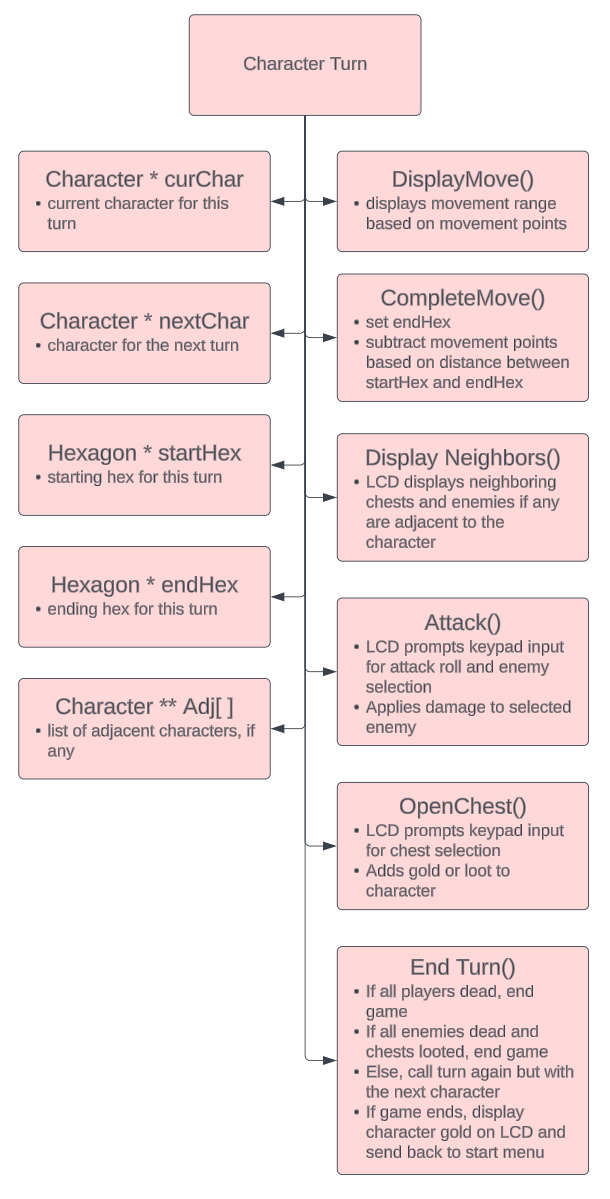 Character Turn
Character * curChar
• current character for this
turn
Character * nextChar
• character for the next turn
Hexagon * startHex
• starting hex for this turn
Hexagon * endHex
• ending hex for this turn
Character ** Adj[ ]
• list of adjacent characters, if
any
DisplayMove()
• displays movement range
based on movement points
CompleteMove()
• set endHex
• subtract movement points
based on distance between
startHex and endHex
Display Neighbors()
• LCD displays neighboring
chests and enemies if any
are adjacent to the
character
Attack()
• LCD prompts keypad input
for attack roll and enemy
selection
• Applies damage to selected
enemy
OpenChest()
• LCD prompts keypad input
for chest selection
• Adds gold or loot to
character
End Turn()
• If all players dead, end
game
• If all enemies dead and
chests looted, end game
• Else, call turn again but with
the next character
• If game ends, display
character gold on LCD and
send back to start menu